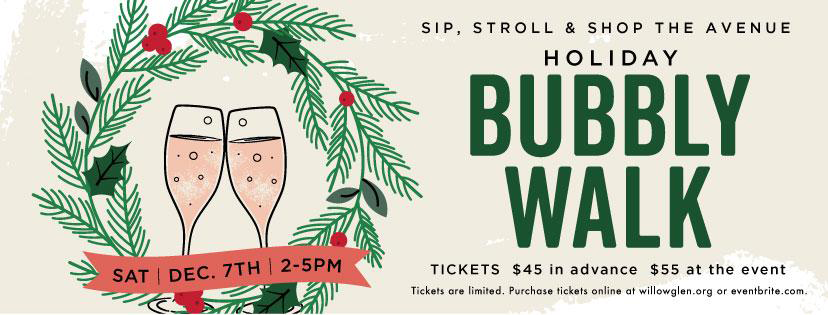 SIP, STROLL & SHOP THE AVENUE
HOLIDAY
BUBBLY
WALK
SAT | DEC. 7TH | 2-5PM
TICKETS $45 in advance $55 at the event
Tickets are limited. Purchase tickets online at willowglen.org or eventbrite.com.